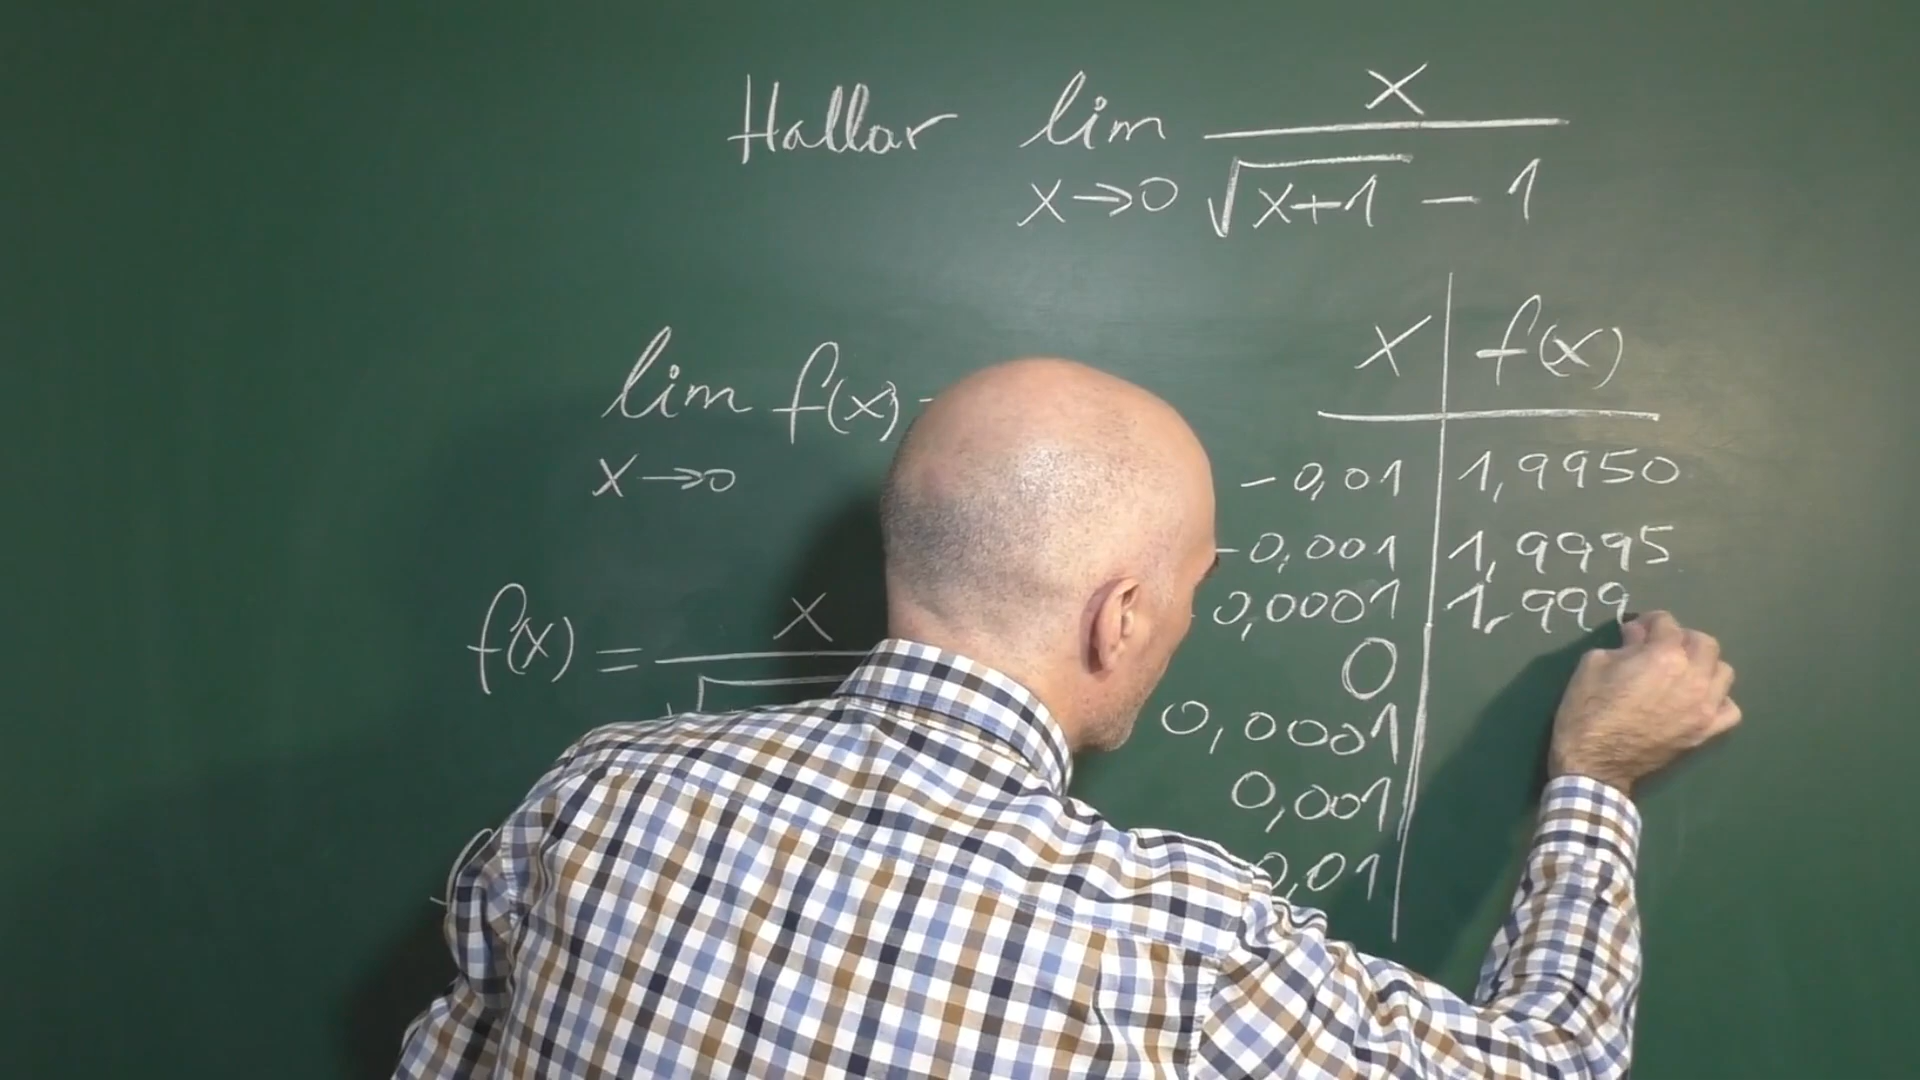 Hallar lim x
x→0 √x+1 - 1
x f(x)
lim f(x)
x→0
-0,01 1,9950
-0,001 1,9995
0,0001 1,999
f(x) = x
0
0,0001
0,001
0,01